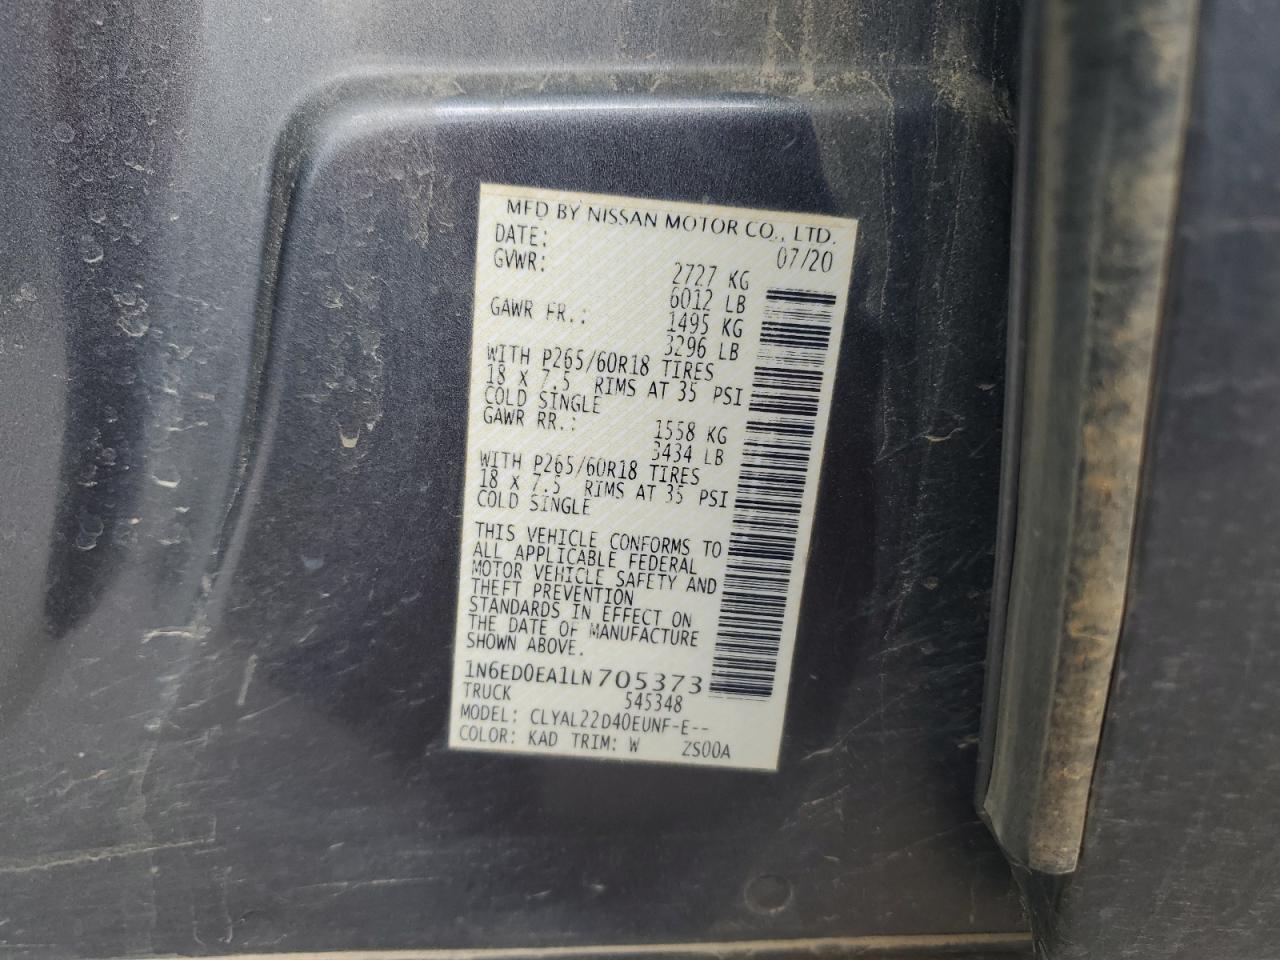 MFD BY NISSAN MOTOR CO., LTD.
DATE: 07/20
GVWR: 2727 KG
6012 LB
GAWR FR.: 1495 KG
3296 LB
WITH P265/60R18 TIRES
18 X 7.5 RIMS AT 35 PSI
COLD SINGLE
GAWR RR.: 1558 KG
3434 LB
WITH P265/60R18 TIRES
18 X 7.5 RIMS AT 35 PSI
COLD SINGLE
THIS VEHICLE CONFORMS TO
ALL APPLICABLE FEDERAL
MOTOR VEHICLE SAFETY AND
THEFT PREVENTION
STANDARDS IN EFFECT ON
THE DATE OF MANUFACTURE
SHOWN ABOVE.
1N6ED0EA1LN705373
TRUCK 545348
MODEL: CLYAL22D40EUNF-E--
COLOR: KAD TRIM: W ZS00A